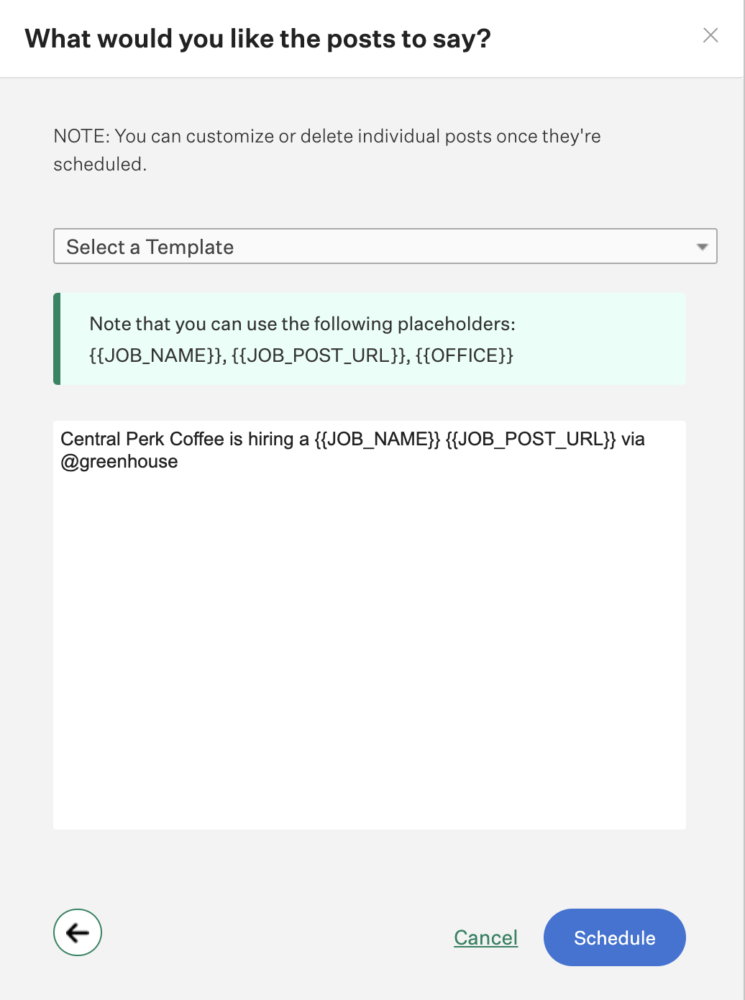 What would you like the posts to say?
NOTE: You can customize or delete individual posts once they're
scheduled.
Select a Template
Note that you can use the following placeholders:
{{JOB_NAME}}, {{JOB_POST_URL}}, {{OFFICE}}
Central Perk Coffee is hiring a {{JOB_NAME}} {{JOB_POST_URL}} via
@greenhouse
Cancel
Schedule